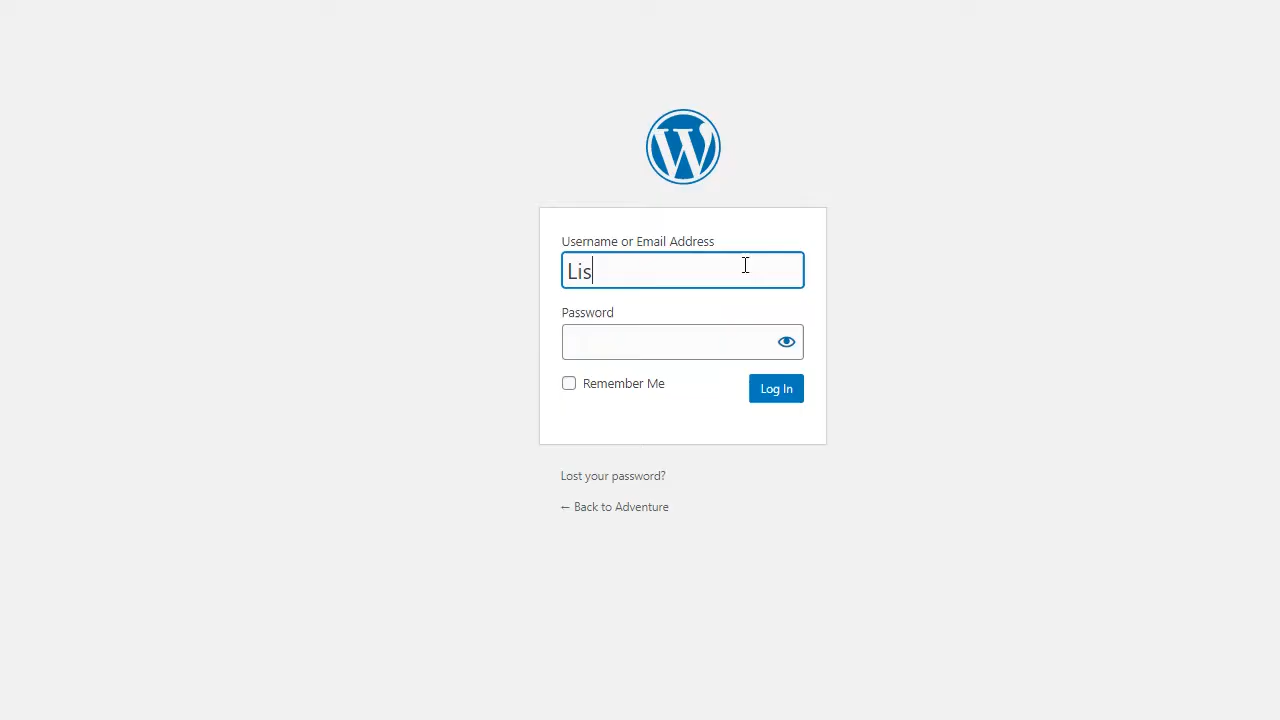 Username or Email Address
Lis
Password
Remember Me
Log In
Lost your password?
← Back to Adventure